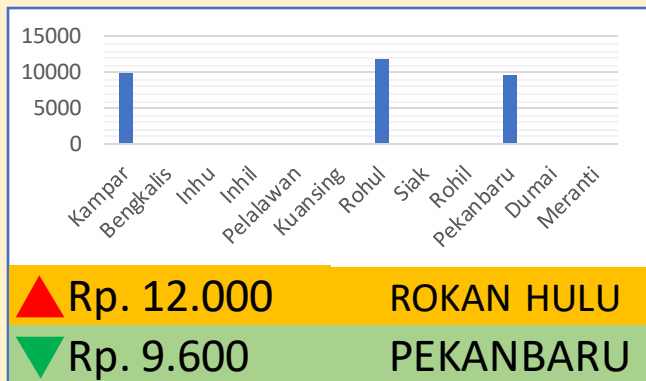 15000
10000
5000
0
Kampar
Bengkalis
Inhu
Inhil
Pelalawan
Kuansing
Rohul
Siak
Rohil
Pekanbaru
Dumai
Meranti
Rp. 12.000 ROKAN HULU
Rp. 9.600 PEKANBARU